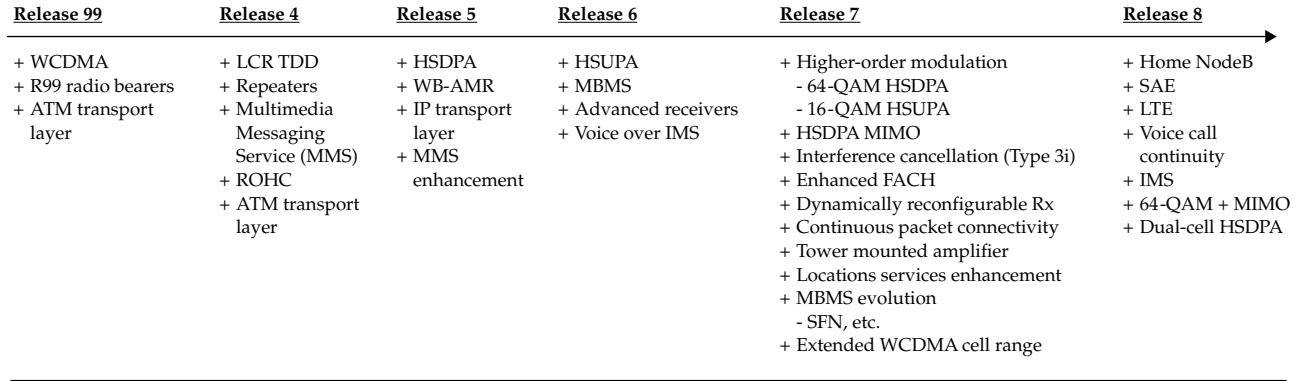 Release 99
+ WCDMA
+ R99 radio bearers
+ ATM transport
layer
Release 4
+ LCR TDD
+ Repeaters
+ Multimedia
Messaging
Service (MMS)
+ ROHC
+ ATM transport
layer
Release 5
+ HSDPA
+ WB-AMR
+ IP transport
layer
+ MMS
enhancement
Release 6
+ HSUPA
+ MBMS
+ Advanced receivers
+ Voice over IMS
Release 7
+ Higher-order modulation
- 64-QAM HSDPA
- 16-QAM HSUPA
+ HSDPA MIMO
+ Interference cancellation (Type 3i)
+ Enhanced FACH
+ Dynamically reconfigurable Rx
+ Continuous packet connectivity
+ Tower mounted amplifier
+ Locations services enhancement
+ MBMS evolution
- SFN, etc.
+ Extended WCDMA cell range
Release 8
+ Home NodeB
+ SAE
+ LTE
+ Voice call
continuity
+ IMS
+ 64-QAM + MIMO
+ Dual-cell HSDPA